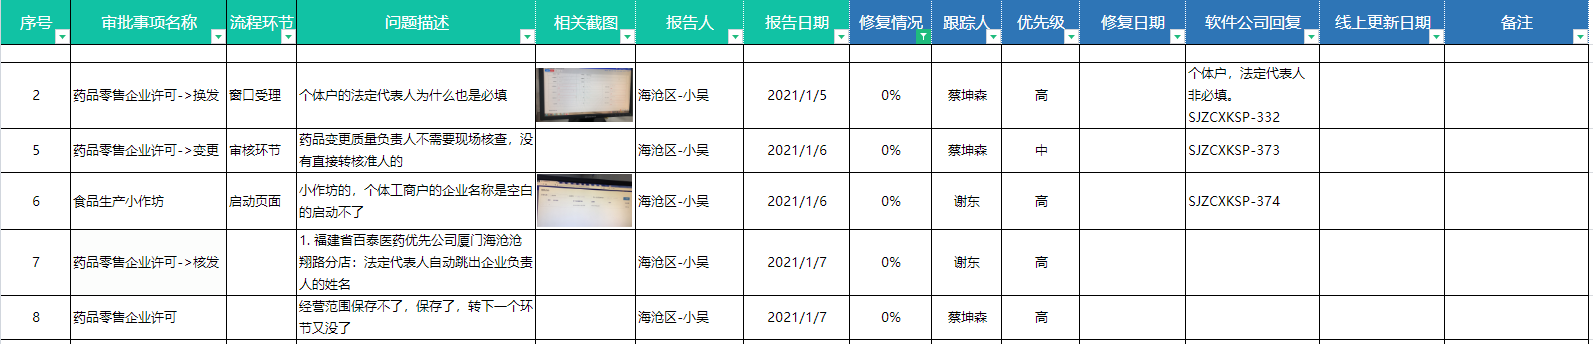 序号 审批事项名称 流程环节 问题描述 相关截图 报告人 报告日期 修复情况 跟踪人 优先级 修复日期 软件公司回复 线上更新日期 备注
2 药品零售企业许可->换发 窗口受理 个体户的法定代表人为什么也是必填 海沧区-小吴 2021/1/5 0% 蔡坤森 高 个体户，法定代表人
非必填。
SJZCXKSP-332
5 药品零售企业许可->变更 审核环节 药品变更质量负责人不需要现场核查，没
有直接转核准人的 海沧区-小吴 2021/1/6 0% 蔡坤森 中 SJZCXKSP-373
6 食品生产小作坊 启动页面 小作坊的，个体工商户的企业名称是空白
的启动不了 海沧区-小吴 2021/1/6 0% 谢东 高 SJZCXKSP-374
7 药品零售企业许可->核发 1. 福建省百泰医药优先公司厦门海沧沧
翔路分店：法定代表人自动跳出企业负责
人的姓名 海沧区-小吴 2021/1/7 0% 谢东 高
8 药品零售企业许可 经营范围保存不了，保存了，转下一个环
节又没了 海沧区-小吴 2021/1/7 0% 蔡坤森 高